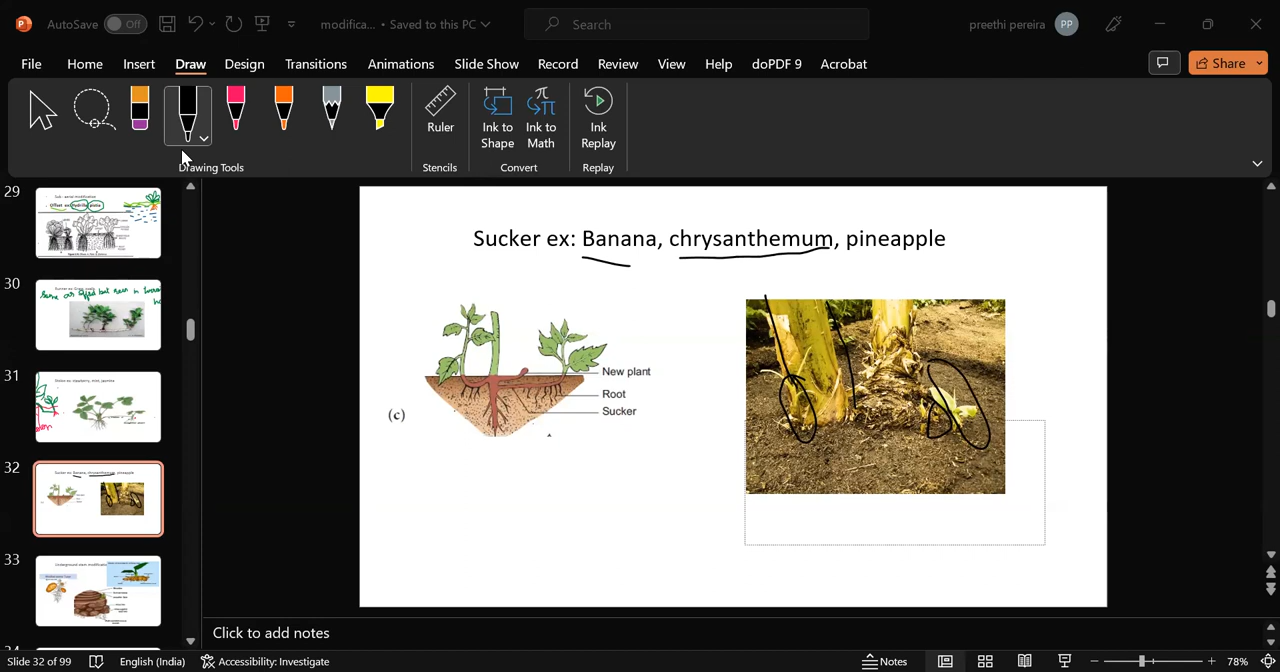 AutoSave Off modifica... • Saved to this PC Search preethi pereira PP
File Home Insert Draw Design Transitions Animations Slide Show Record Review View Help doPDF 9 Acrobat Share
Ruler
Ink to Shape
Ink to Math
Ink Replay
Drawing Tools Stencils Convert Replay
29
30
31
32
33
Sucker ex: Banana, chrysanthemum, pineapple
New plant
Root
Sucker
(c)
Click to add notes
Slide 32 of 99 English (India) Accessibility: Investigate Notes 78%